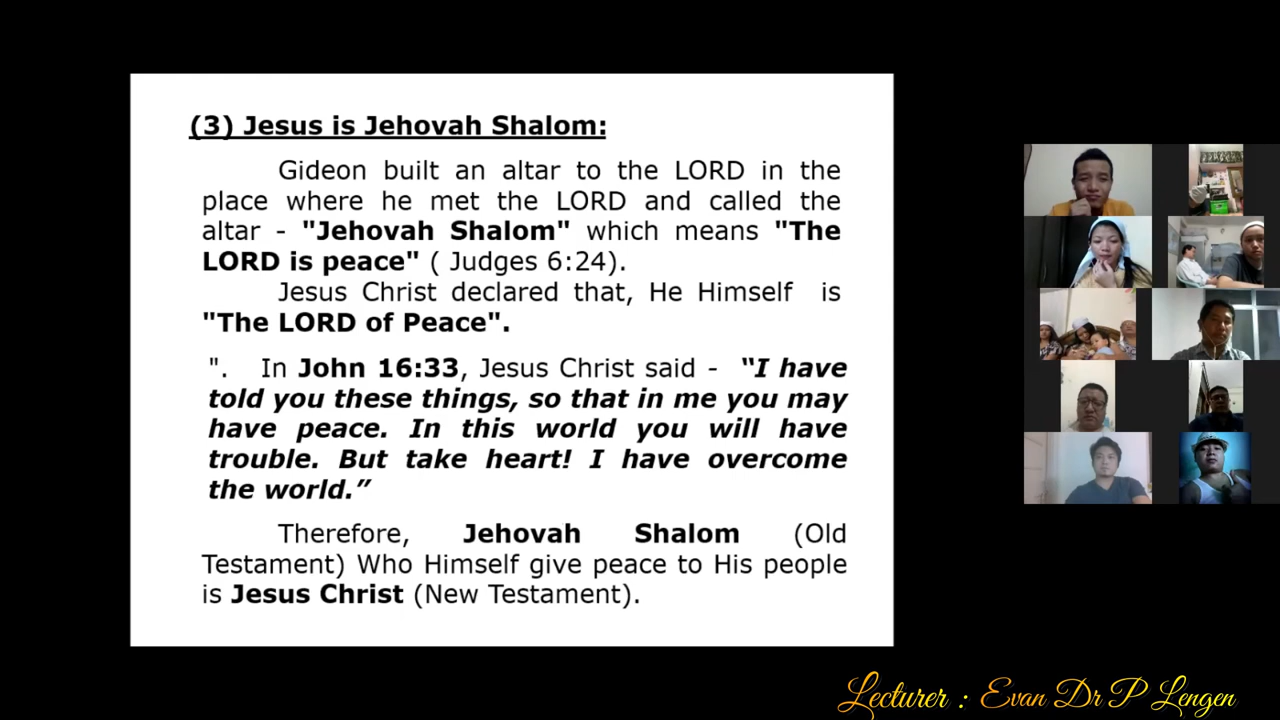 (3) Jesus is Jehovah Shalom:
Gideon built an altar to the LORD in the
place where he met the LORD and called the
altar - "Jehovah Shalom" which means "The
LORD is peace" ( Judges 6:24).
Jesus Christ declared that, He Himself is
"The LORD of Peace".
". In John 16:33, Jesus Christ said - “I have
told you these things, so that in me you may
have peace. In this world you will have
trouble. But take heart! I have overcome
the world.”
Therefore, Jehovah Shalom (Old
Testament) Who Himself give peace to His people
is Jesus Christ (New Testament).
Lecturer : Evan Dr P Lengen